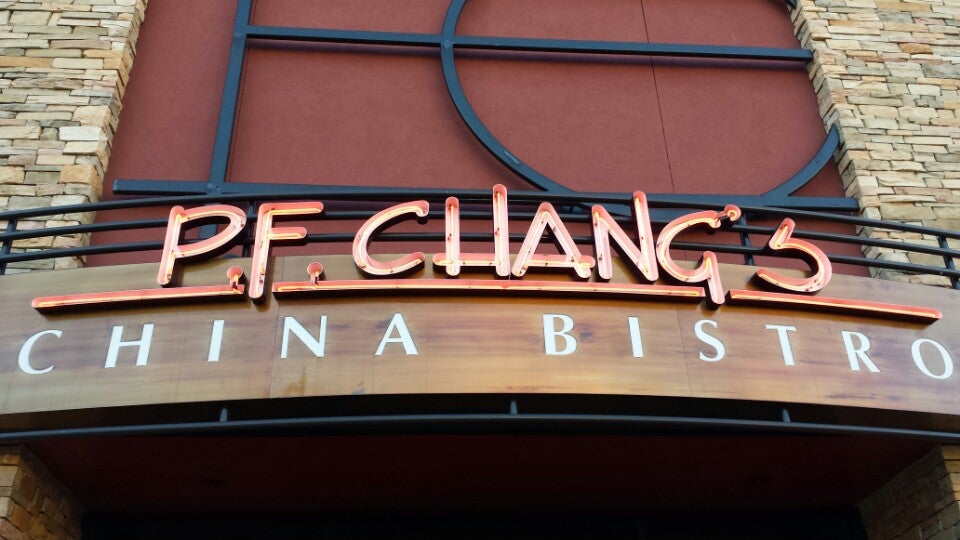 P.F. CHANG'S
CHINA BISTRO